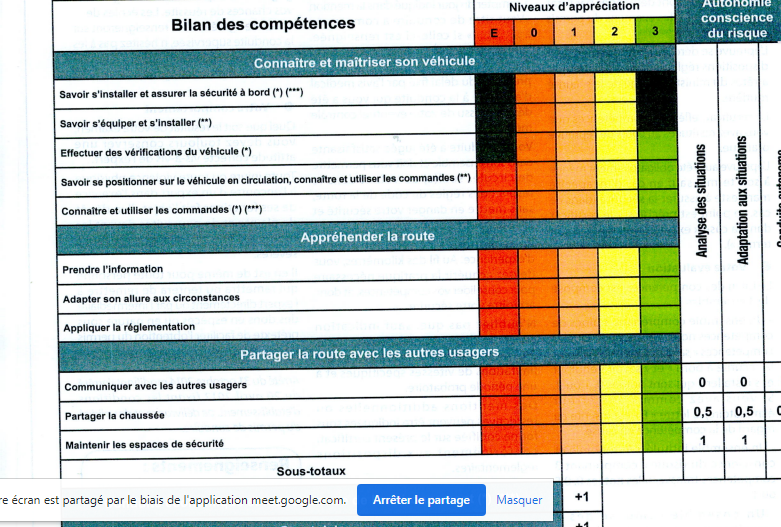 Bilan des compétences
Niveaux d'appréciation
E 0 1 2 3
Autonomie
conscience
du risque
Connaître et maîtriser son véhicule
Savoir s'installer et assurer la sécurité à bord (*) (***)
Savoir s'équiper et s'installer (**)
Effectuer des vérifications du véhicule (*)
Savoir se positionner sur le véhicule en circulation, connaître et utiliser les commandes (**)
Connaître et utiliser les commandes (*) (***)
Analyse des situations
Adaptation aux situations
Appréhender la route
Prendre l'information
Adapter son allure aux circonstances
Appliquer la réglementation
Partager la route avec les autres usagers
Communiquer avec les autres usagers
0 0
Partager la chaussée
0,5 0,5
Maintenir les espaces de sécurité
1 1
Sous-totaux
re écran est partagé par le biais de l'application meet.google.com.
Arrêter le partage
Masquer
+1
+1